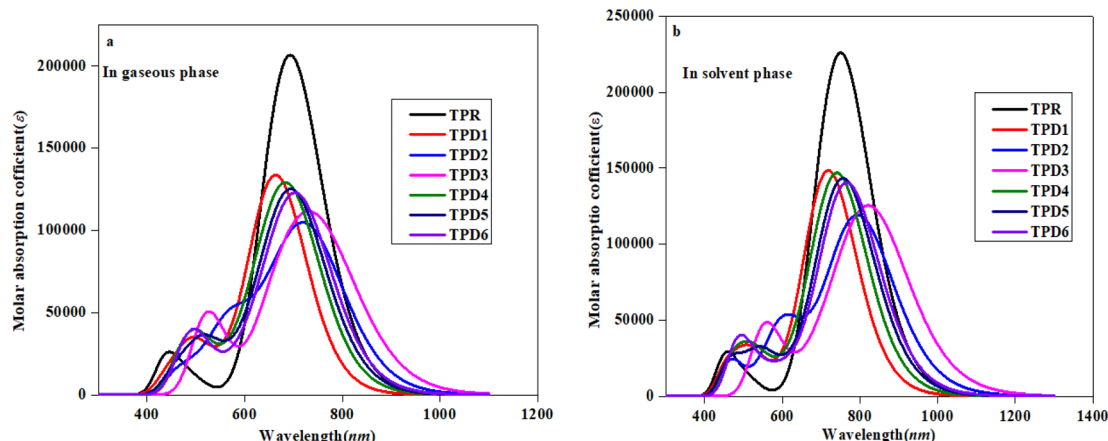 a
In gaseous phase
Molar absorption cofficient(ε)
200000
150000
100000
50000
0
400
600
800
1000
1200
Wavelength(nm)
TPR
TPD1
TPD2
TPD3
TPD4
TPD5
TPD6
b
In solvent phase
Molar absorptio cofficient(ε)
250000
200000
150000
100000
50000
0
400
600
800
1000
1200
1400
Wavelength(nm)
TPR
TPD1
TPD2
TPD3
TPD4
TPD5
TPD6